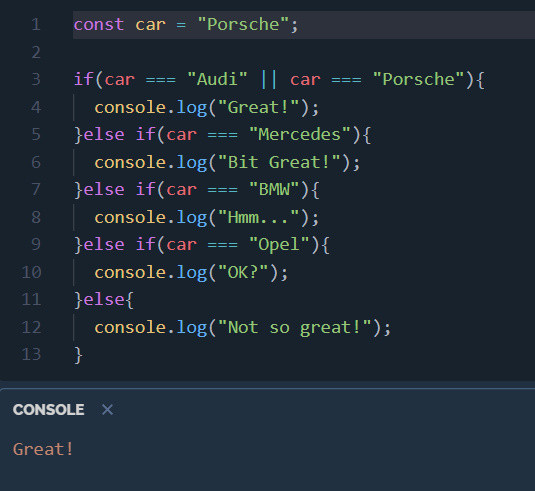 1 const car = "Porsche";
2
3 if(car === "Audi" || car === "Porsche"){
4   console.log("Great!");
5 }else if(car === "Mercedes"){
6   console.log("Bit Great!");
7 }else if(car === "BMW"){
8   console.log("Hmm...");
9 }else if(car === "Opel"){
10   console.log("OK?");
11 }else{
12   console.log("Not so great!");
13 }
CONSOLE ×
Great!